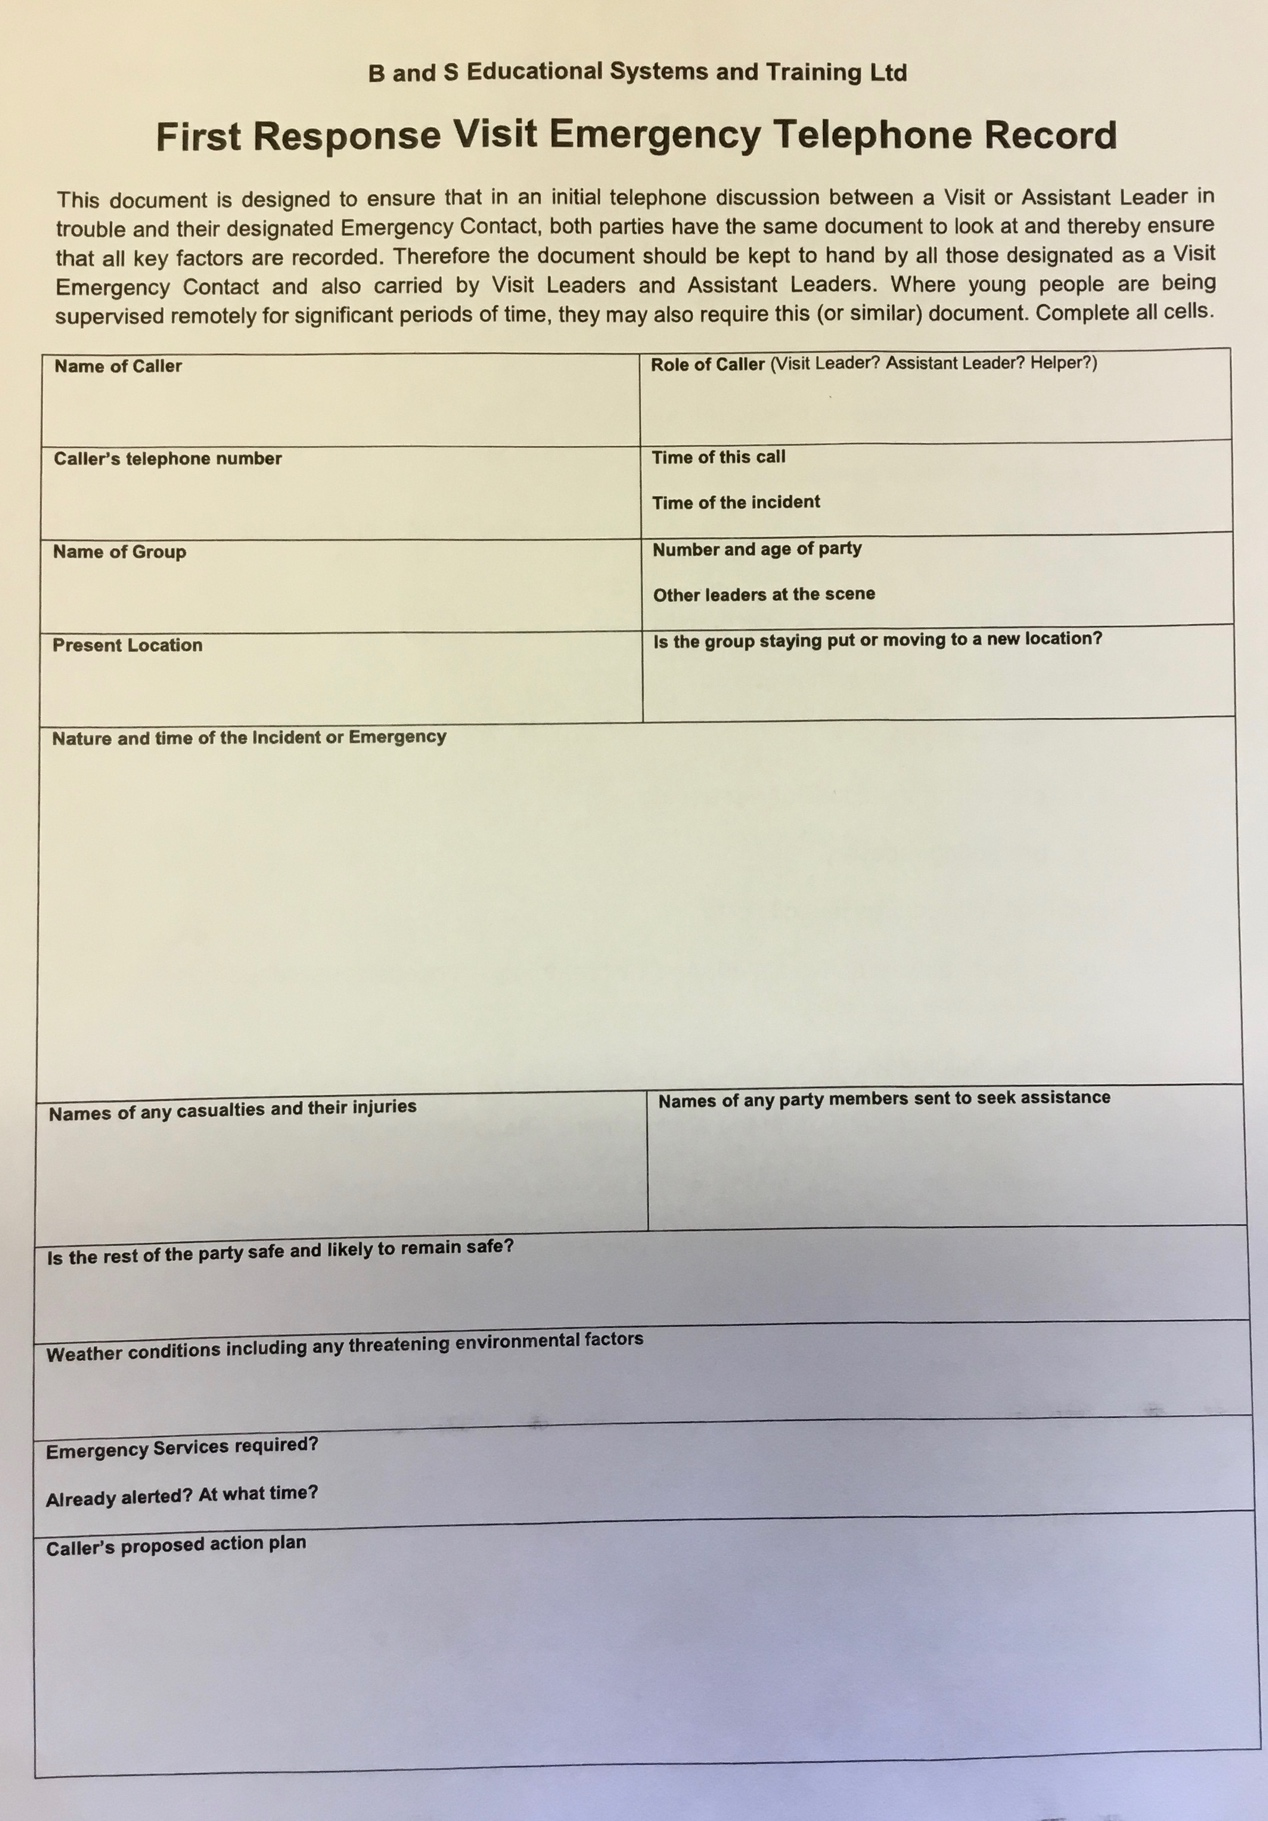 B and S Educational Systems and Training Ltd
First Response Visit Emergency Telephone Record
This document is designed to ensure that in an initial telephone discussion between a Visit or Assistant Leader in
trouble and their designated Emergency Contact, both parties have the same document to look at and thereby ensure
that all key factors are recorded. Therefore the document should be kept to hand by all those designated as a Visit
Emergency Contact and also carried by Visit Leaders and Assistant Leaders. Where young people are being
supervised remotely for significant periods of time, they may also require this (or similar) document. Complete all cells.
Name of Caller
Role of Caller (Visit Leader? Assistant Leader? Helper?)
Caller's telephone number
Time of this call
Time of the incident
Name of Group
Number and age of party
Other leaders at the scene
Present Location
Is the group staying put or moving to a new location?
Nature and time of the Incident or Emergency
Names of any casualties and their injuries
Names of any party members sent to seek assistance
Is the rest of the party safe and likely to remain safe?
Weather conditions including any threatening environmental factors
Emergency Services required?
Already alerted? At what time?
Caller's proposed action plan